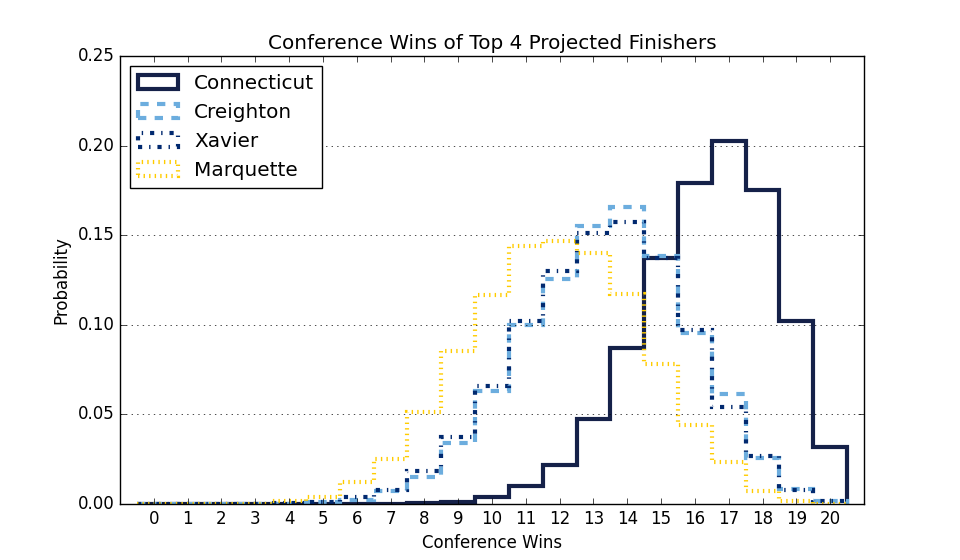 Conference Wins of Top 4 Projected Finishers
0.25
0.20
0.15
0.10
0.05
0.00
Probability
Connecticut
Creighton
Xavier
Marquette
0 1 2 3 4 5 6 7 8 9 10 11 12 13 14 15 16 17 18 19 20
Conference Wins